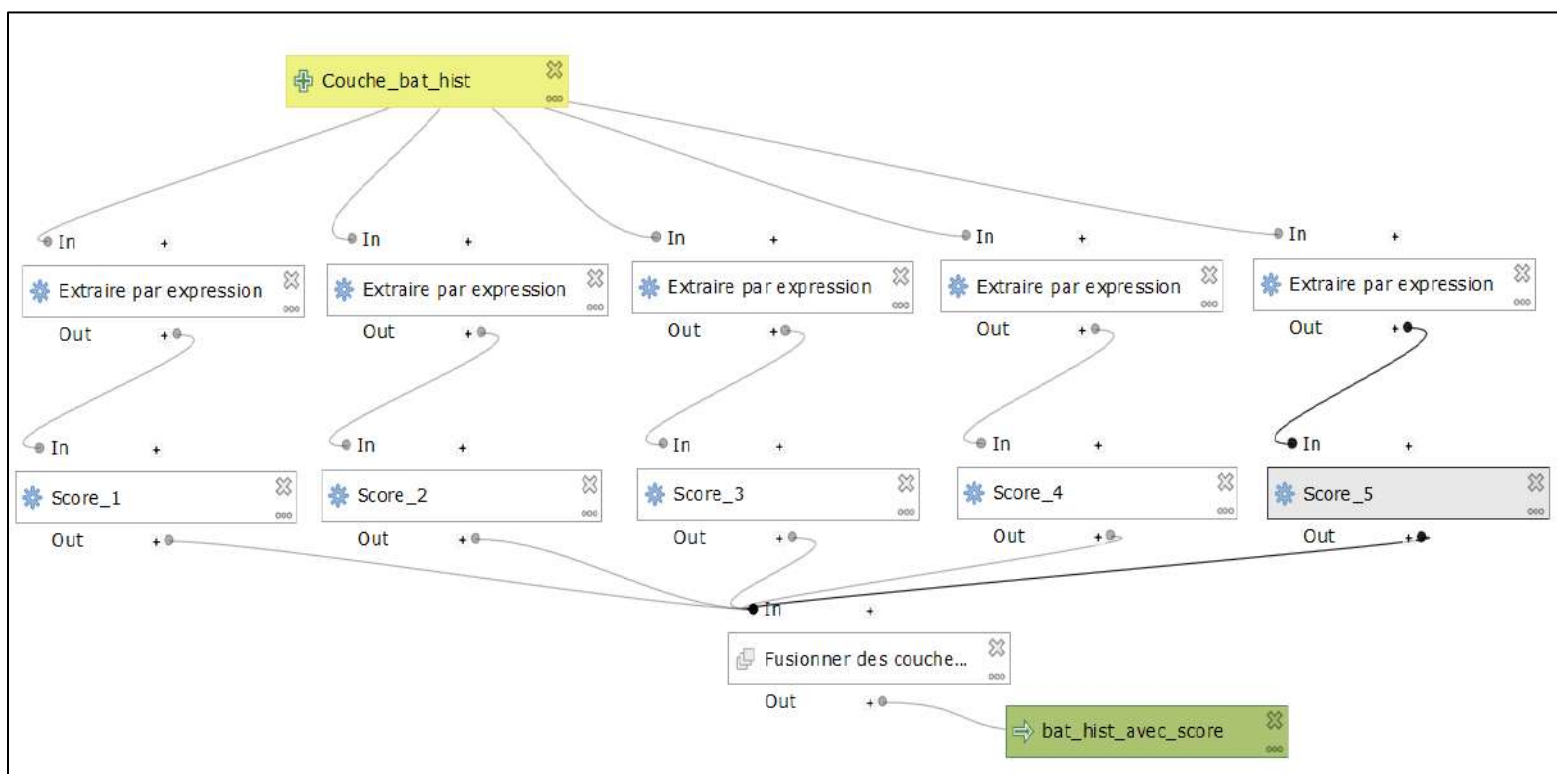 Couche_bat_hist
In + In + In + In + In +
Extraire par expression Extraire par expression Extraire par expression Extraire par expression Extraire par expression
Out + Out + Out + Out + Out +
In + In + In + In + In +
Score_1 Score_2 Score_3 Score_4 Score_5
Out + Out + Out + Out + Out +
In +
Fusionner des couche...
Out +
bat_hist_avec_score